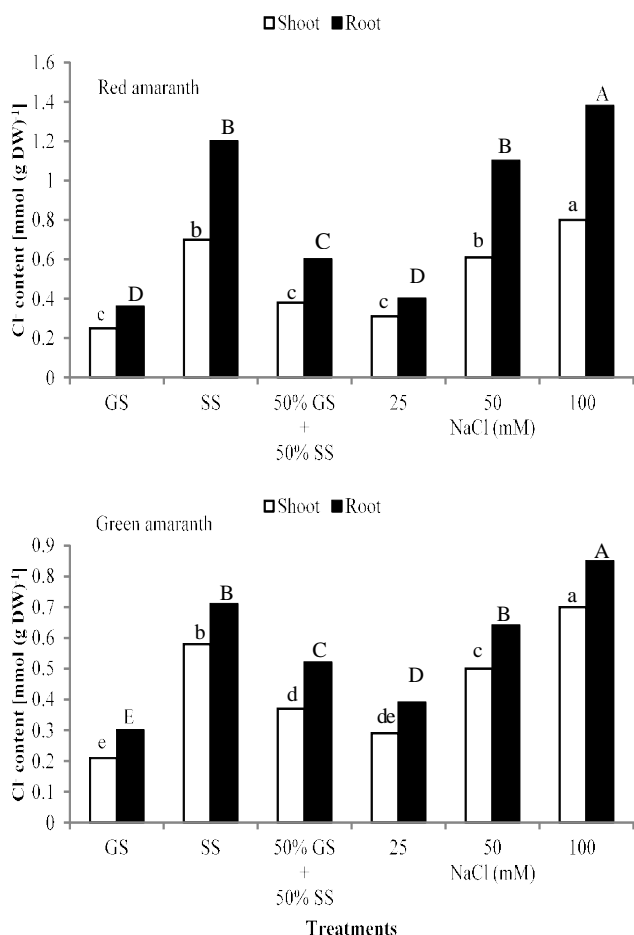 Shoot Root
1.6
Red amaranth
1.4
1.2
1
0.8
0.6
0.4
0.2
0
Cl⁻ content [mmol (g DW)⁻¹]
c D b B c C c D b B a A
GS SS 50% GS 25 50 100
+ NaCl (mM)
50% SS
Shoot Root
Green amaranth
0.9
0.8
0.7
0.6
0.5
0.4
0.3
0.2
0.1
0
Cl⁻ content [mmol (g DW)⁻¹]
e E b B d C de D c B a A
GS SS 50% GS 25 50 100
+ NaCl (mM)
50% SS
Treatments